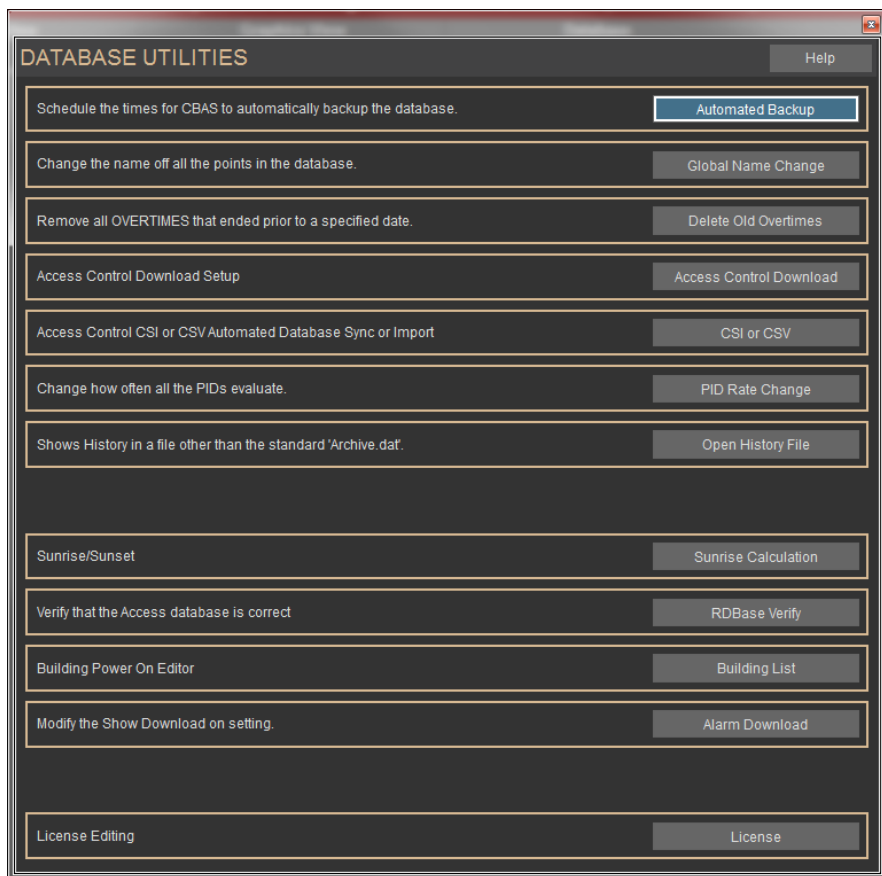 DATABASE UTILITIES
Help
Schedule the times for CBAS to automatically backup the database.
Automated Backup
Change the name off all the points in the database.
Global Name Change
Remove all OVERTIMES that ended prior to a specified date.
Delete Old Overtimes
Access Control Download Setup
Access Control Download
Access Control CSI or CSV Automated Database Sync or Import
CSI or CSV
Change how often all the PIDs evaluate.
PID Rate Change
Shows History in a file other than the standard 'Archive.dat'.
Open History File
Sunrise/Sunset
Sunrise Calculation
Verify that the Access database is correct
RDBase Verify
Building Power On Editor
Building List
Modify the Show Download on setting.
Alarm Download
License Editing
License